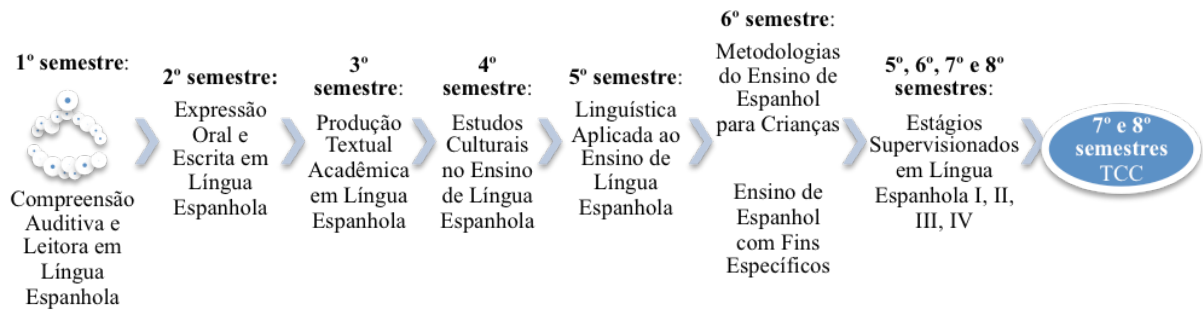 1º semestre:
Compreensão
Auditiva e
Leitora em
Língua
Espanhola
2º semestre:
Expressão
Oral e
Escrita em
Língua
Espanhola
3º
semestre:
Produção
Textual
Acadêmica
em Língua
Espanhola
4º
semestre:
Estudos
Culturais
no Ensino
de Língua
Espanhola
5º semestre:
Linguística
Aplicada ao
Ensino de
Língua
Espanhola
6º semestre:
Metodologias
do Ensino de
Espanhol
para Crianças
Ensino de
Espanhol
com Fins
Específicos
5º, 6º, 7º e 8º
semestres:
Estágios
Supervisionados
em Língua
Espanhola I, II,
III, IV
7º e 8º
semestres
TCC